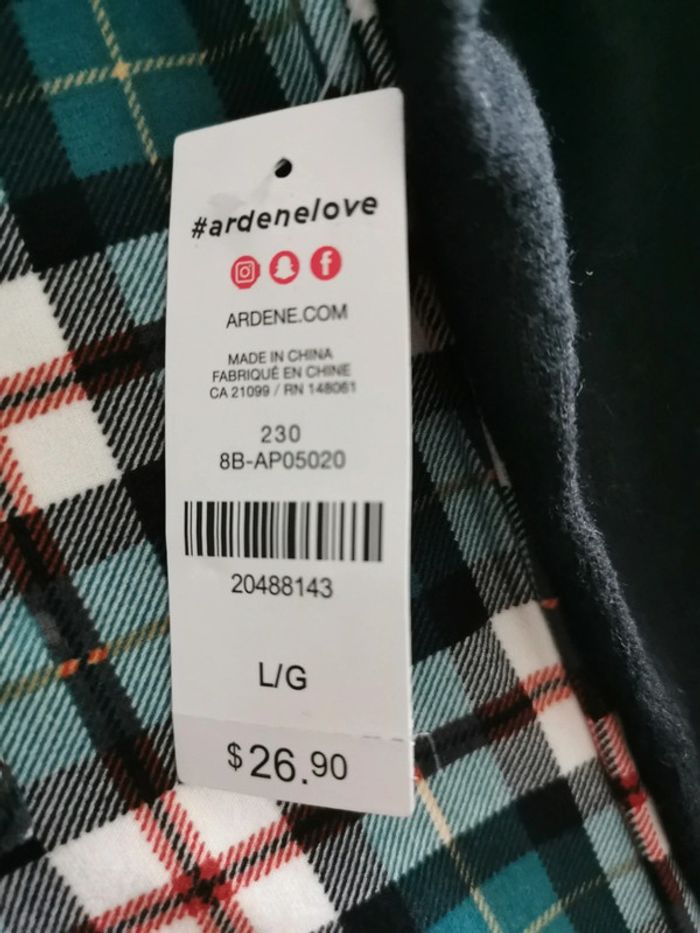 #ardenelove
ARDENE.COM
MADE IN CHINA
FABRIQUÉ EN CHINE
CA 21099 / RN 148061
230
8B-AP05020
20488143
L/G
$26.90